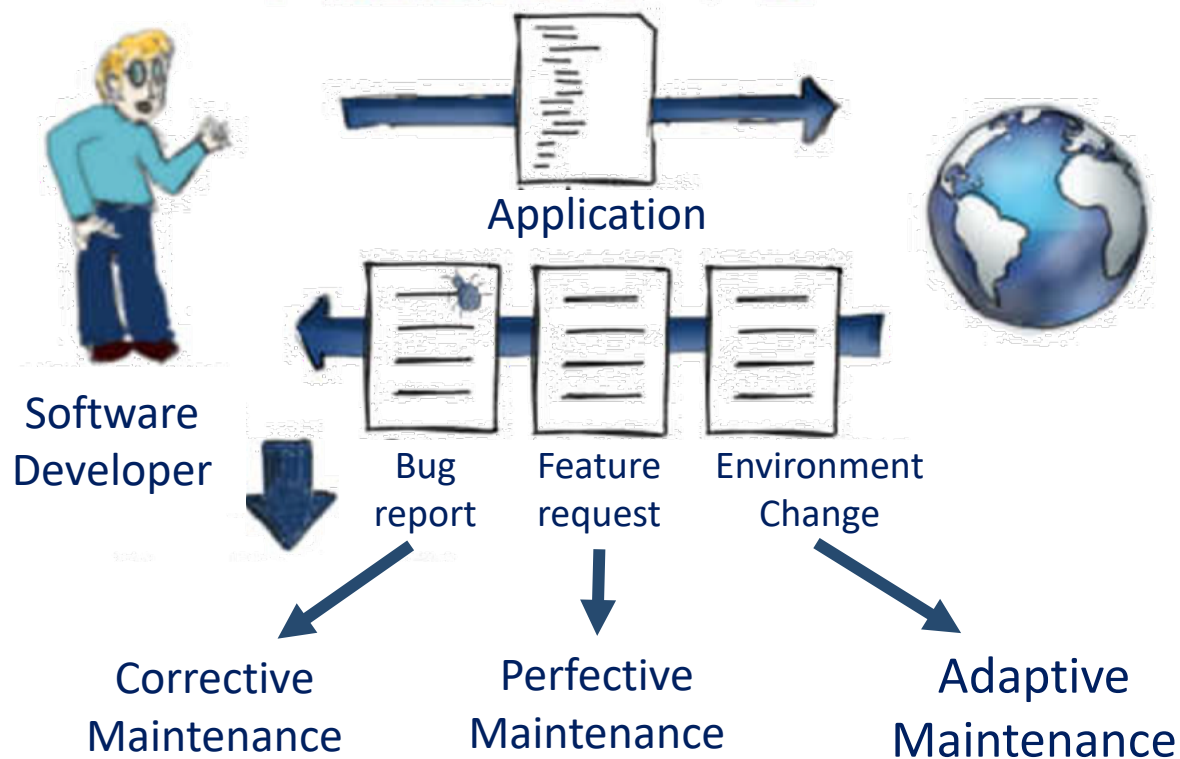 Application
Software
Developer
Bug
report
Feature
request
Environment
Change
Corrective
Maintenance
Perfective
Maintenance
Adaptive
Maintenance